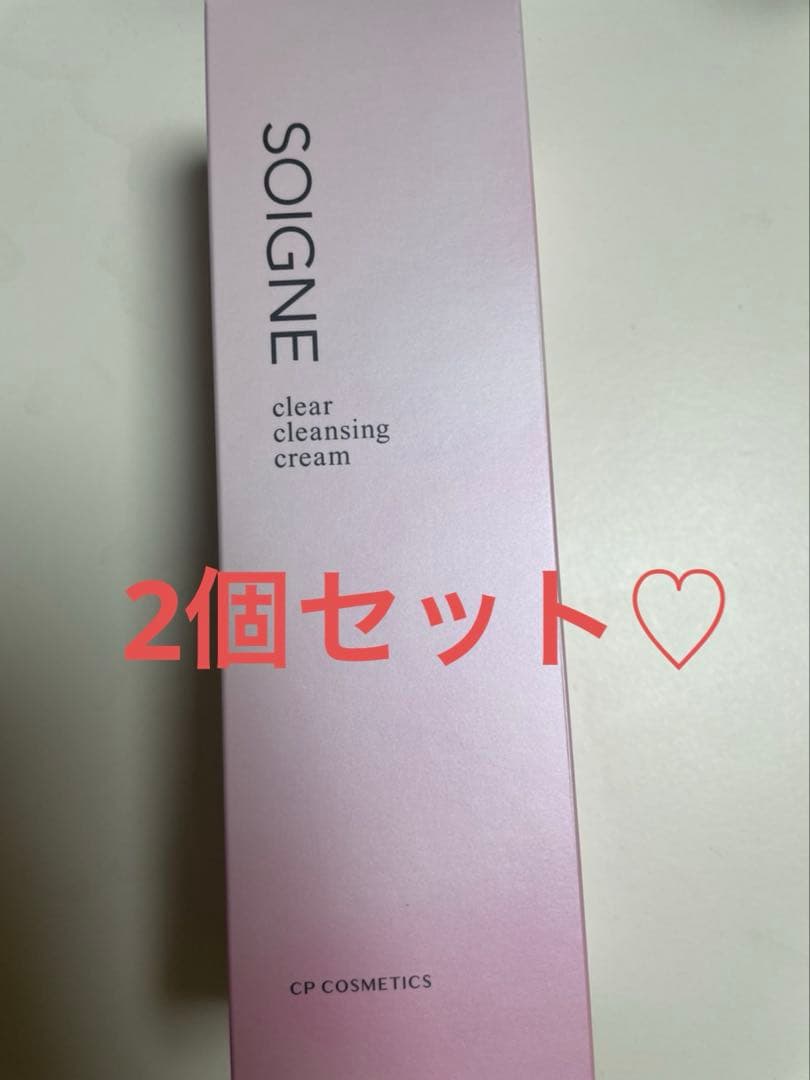 SOIGNE
clear
cleansing
cream
2個セット♡
CP COSMETICS